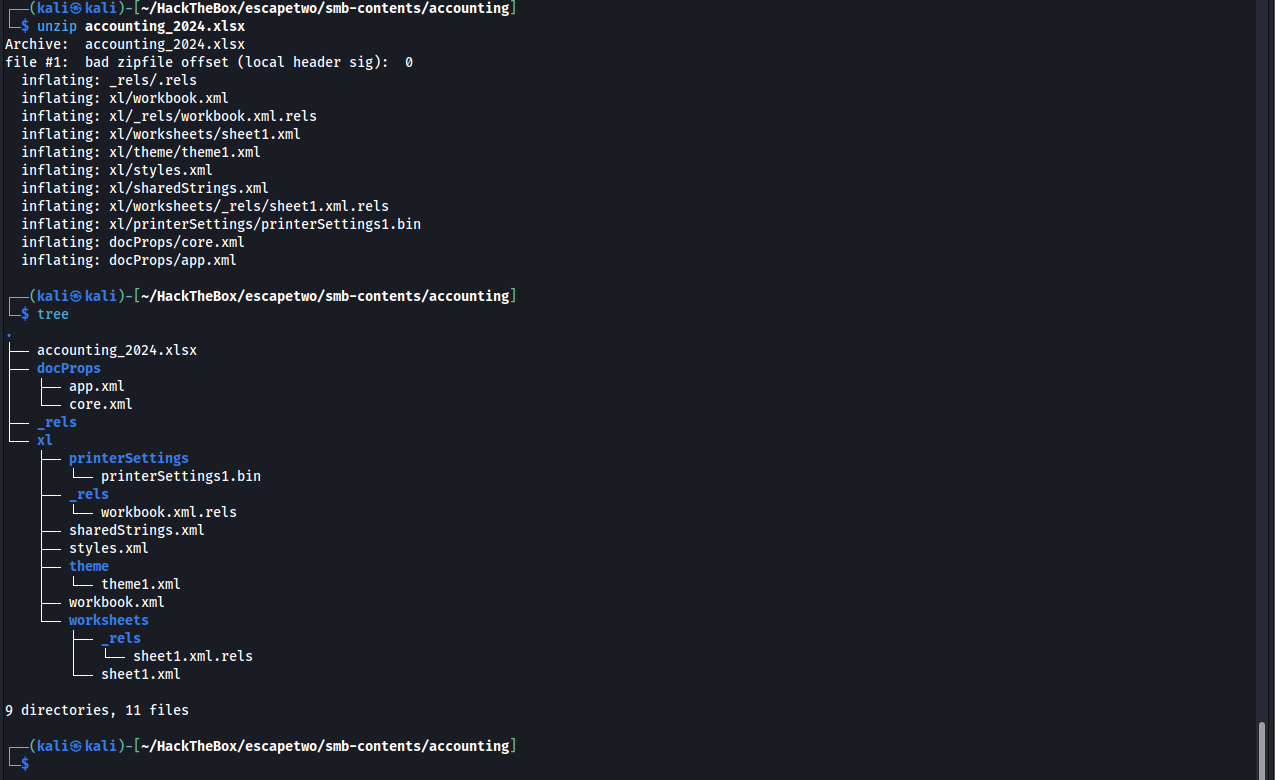 ┌──(kali㉿kali)-[~/HackTheBox/escapetwo/smb-contents/accounting]
└─$ unzip accounting_2024.xlsx
Archive:  accounting_2024.xlsx
file #1:  bad zipfile offset (local header sig):  0
  inflating: _rels/.rels
  inflating: xl/workbook.xml
  inflating: xl/_rels/workbook.xml.rels
  inflating: xl/worksheets/sheet1.xml
  inflating: xl/theme/theme1.xml
  inflating: xl/styles.xml
  inflating: xl/sharedStrings.xml
  inflating: xl/worksheets/_rels/sheet1.xml.rels
  inflating: xl/printerSettings/printerSettings1.bin
  inflating: docProps/core.xml
  inflating: docProps/app.xml
┌──(kali㉿kali)-[~/HackTheBox/escapetwo/smb-contents/accounting]
└─$ tree
.
├── accounting_2024.xlsx
├── docProps
│   ├── app.xml
│   └── core.xml
├── _rels
└── xl
    ├── printerSettings
    │   └── printerSettings1.bin
    ├── _rels
    │   └── workbook.xml.rels
    ├── sharedStrings.xml
    ├── styles.xml
    ├── theme
    │   └── theme1.xml
    ├── workbook.xml
    └── worksheets
        ├── _rels
        │   └── sheet1.xml.rels
        └── sheet1.xml
9 directories, 11 files
┌──(kali㉿kali)-[~/HackTheBox/escapetwo/smb-contents/accounting]
└─$